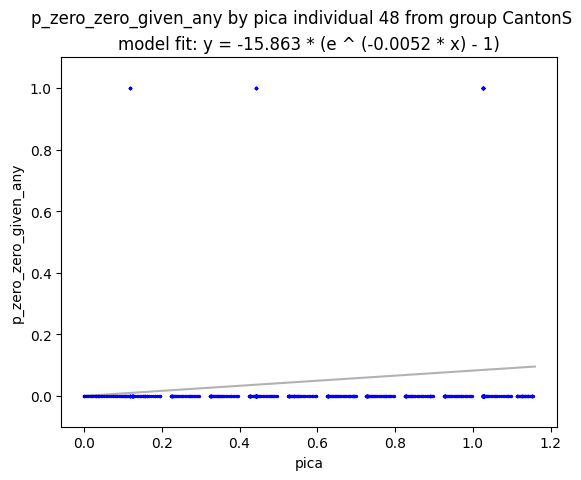 p_zero_zero_given_any by pica individual 48 from group CantonS
model fit: y = -15.863 * (e ^ (-0.0052 * x) - 1)
1.0
0.8
0.6
0.4
0.2
0.0
p_zero_zero_given_any
0.0 0.2 0.4 0.6 0.8 1.0 1.2
pica